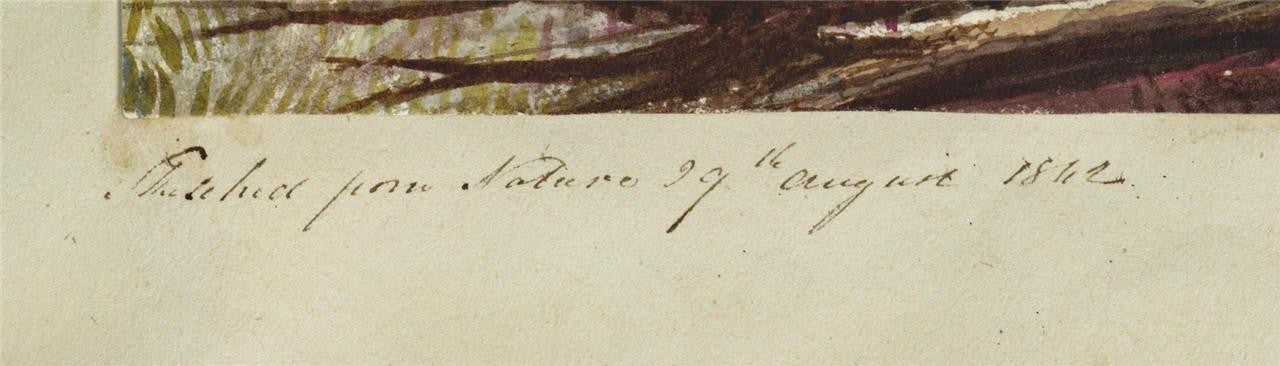 Sketched from Nature 29th august 1842